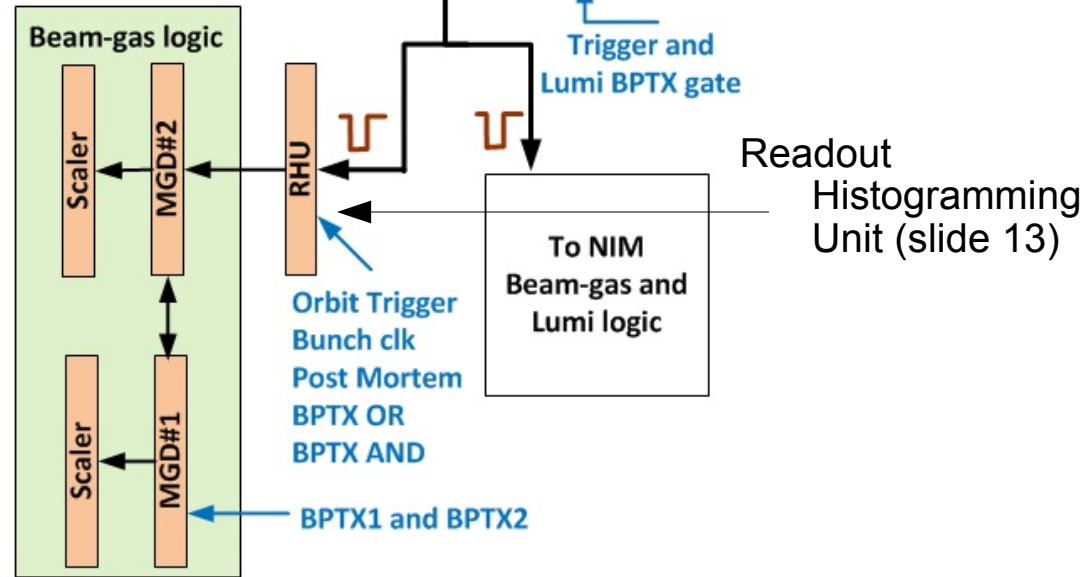 Beam-gas logic
Scaler
MGD#2
RHU
Trigger and
Lumi BPTX gate
Readout
Histogramming
Unit (slide 13)
To NIM
Beam-gas and
Lumi logic
Orbit Trigger
Bunch clk
Post Mortem
BPTX OR
BPTX AND
Scaler
MGD#1
BPTX1 and BPTX2